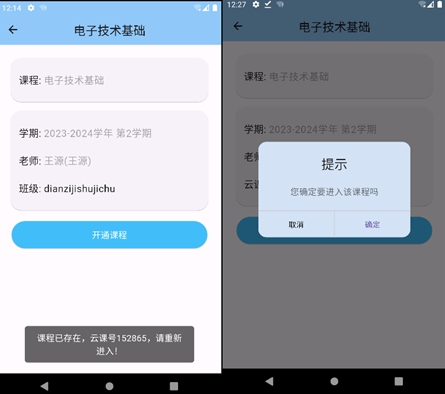 12:14
电子技术基础
课程: 电子技术基础
学期: 2023-2024学年 第2学期
老师: 王源(王源)
班级: dianzijishujichu
开通课程
课程已存在，云课号152865，请重新
进入！
12:27
电子技术基础
课程: 电子技术基础
学期: 2023-2024学年 第2学期
老师
云课
提示
您确定要进入该课程吗
取消
确定